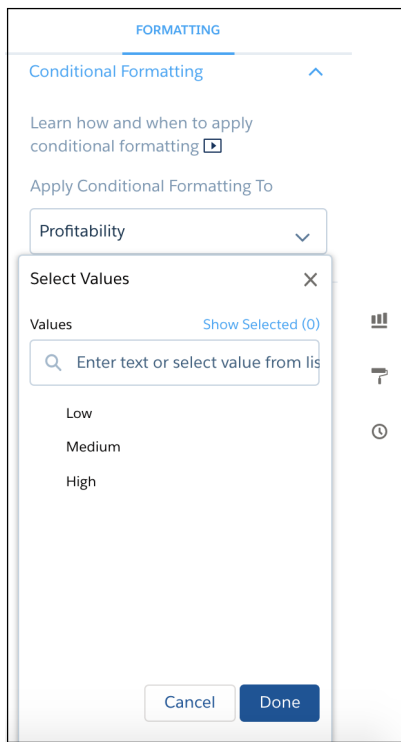 FORMATTING
Conditional Formatting
Learn how and when to apply
conditional formatting
Apply Conditional Formatting To
Profitability
Select Values
Values
Show Selected (0)
Enter text or select value from lis
Low
Medium
High
Cancel
Done